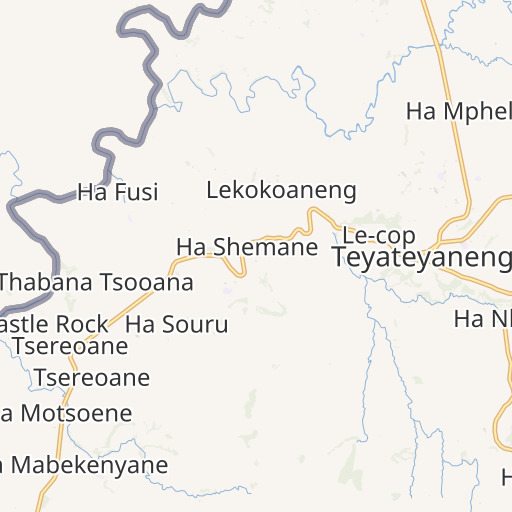 Ha Mphel
Ha Fusi
Lekokoaneng
Le-cop
Ha Shemane
Teyateyaneng
Thabana Tsooana
astle Rock
Ha Souru
Ha Nl
Tsereoane
Tsereoane
a Motsoene
a Mabekenyane
H